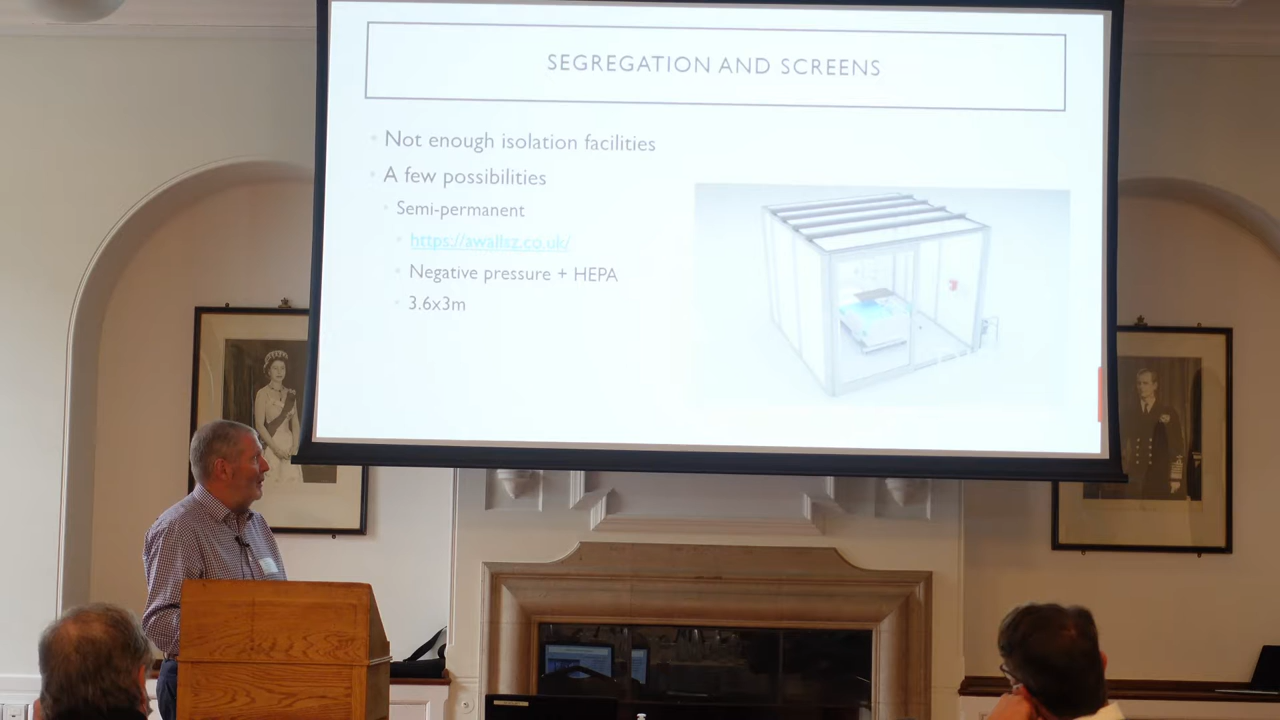 SEGREGATION AND SCREENS
Not enough isolation facilities
A few possibilities
Semi-permanent
https://awallsz.co.uk/
Negative pressure + HEPA
3.6x3m